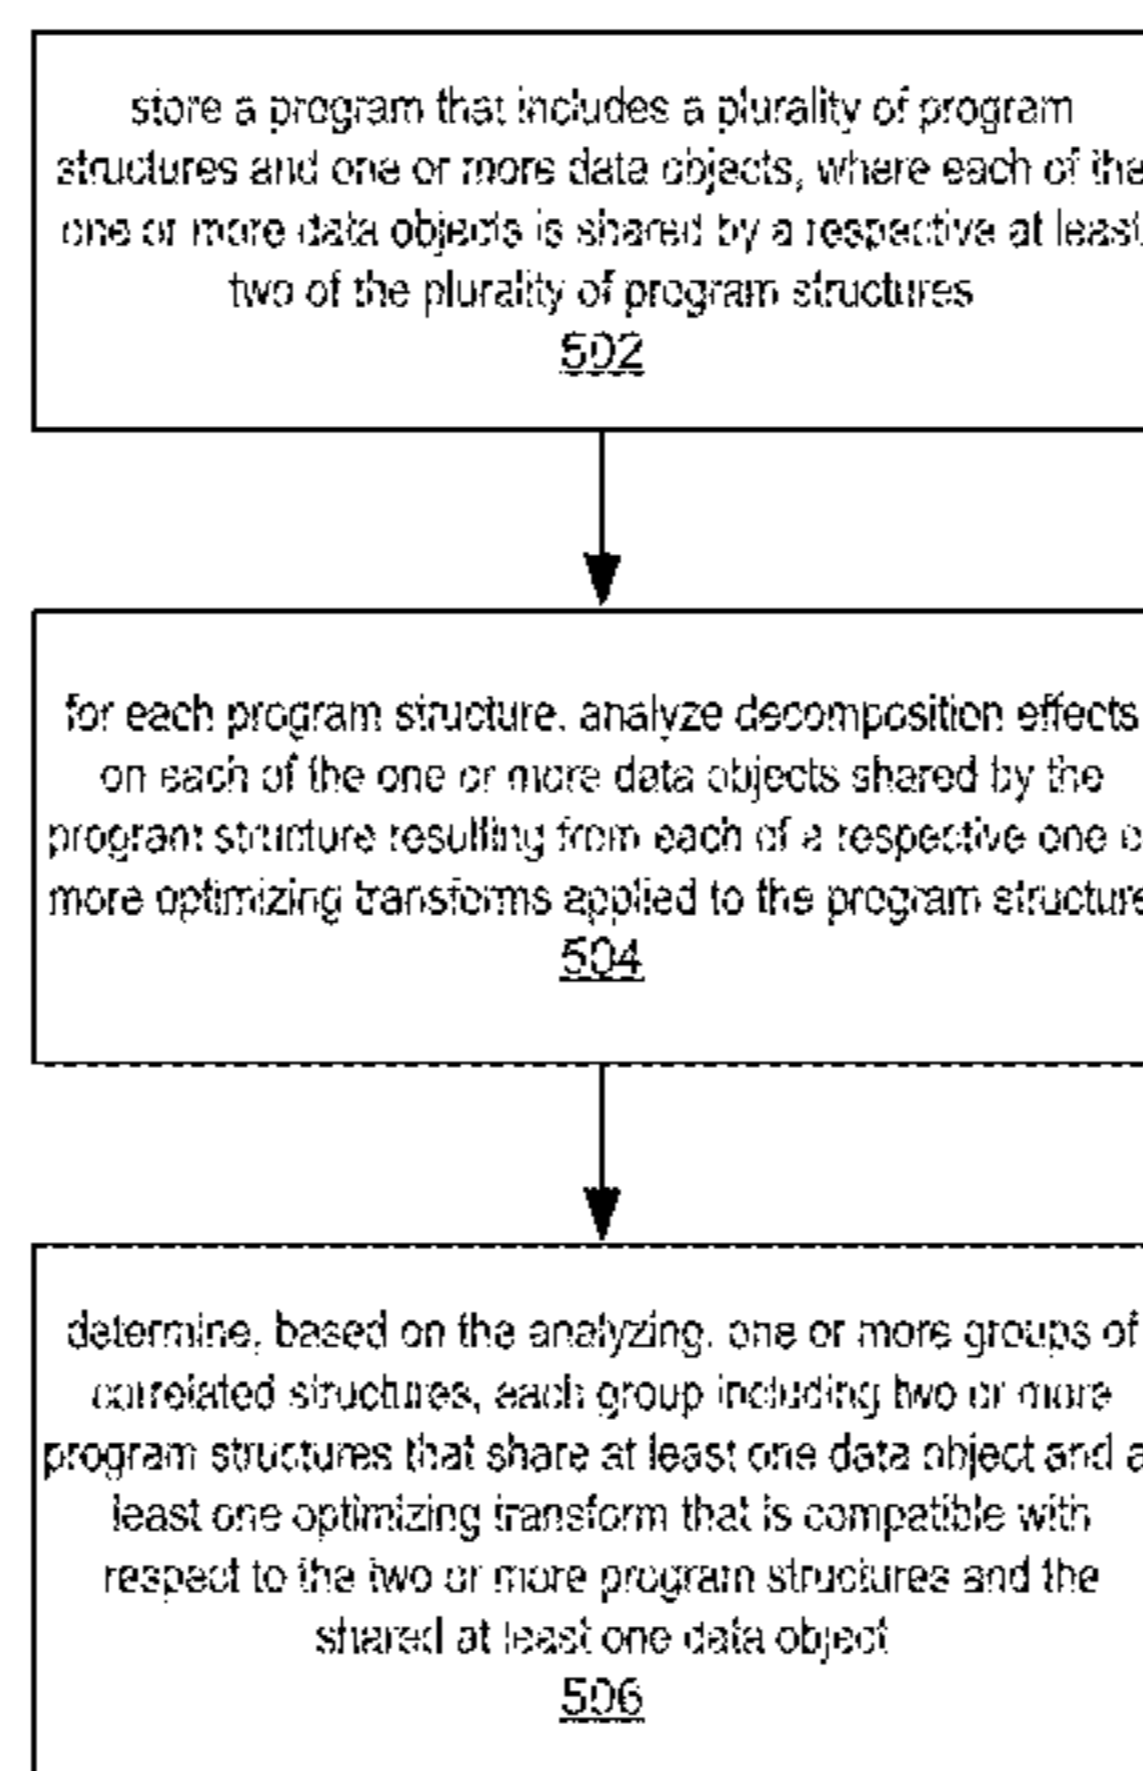 store a program that includes a plurality of program
structures and one or more data objects, where each of the
one or more data objects is shared by a respective at least
two of the plurality of program structures
502
for each program structure, analyze decomposition effects
on each of the one or more data objects shared by the
program structure resulting from each of a respective one o
more optimizing transforms applied to the program structure
504
determine, based on the analyzing, one or more groups of
correlated structures, each group including two or more
program structures that share at least one data object and a
least one optimizing transform that is compatible with
respect to the two or more program structures and the
shared at least one data object
506